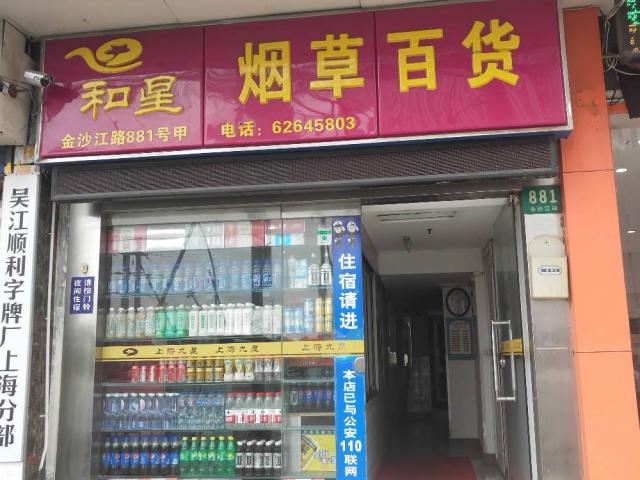 和星
烟草百货
金沙江路881号甲
电话：62645803
881
金沙江路
吴江顺利字牌厂上海分部
请按门铃
夜间住宿
住宿请进
本店已与公安110联网
上海九星
上海九星
上海九星